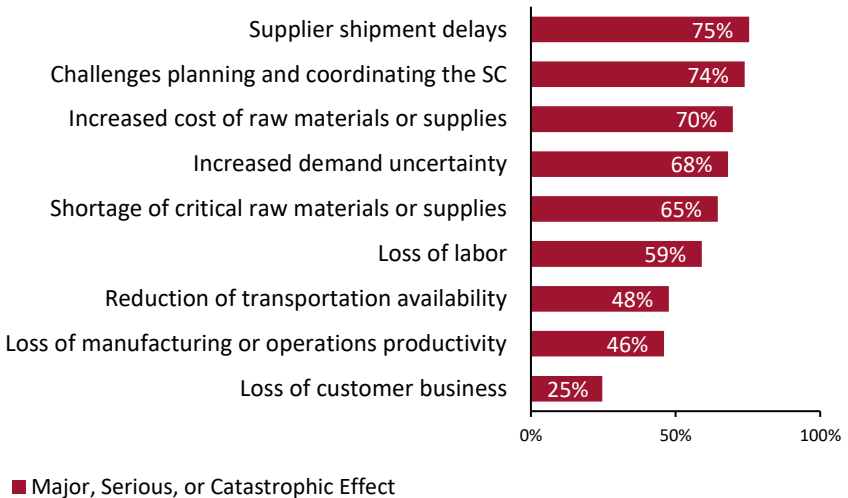 Supplier shipment delays 75%
Challenges planning and coordinating the SC 74%
Increased cost of raw materials or supplies 70%
Increased demand uncertainty 68%
Shortage of critical raw materials or supplies 65%
Loss of labor 59%
Reduction of transportation availability 48%
Loss of manufacturing or operations productivity 46%
Loss of customer business 25%
0% 50% 100%
Major, Serious, or Catastrophic Effect